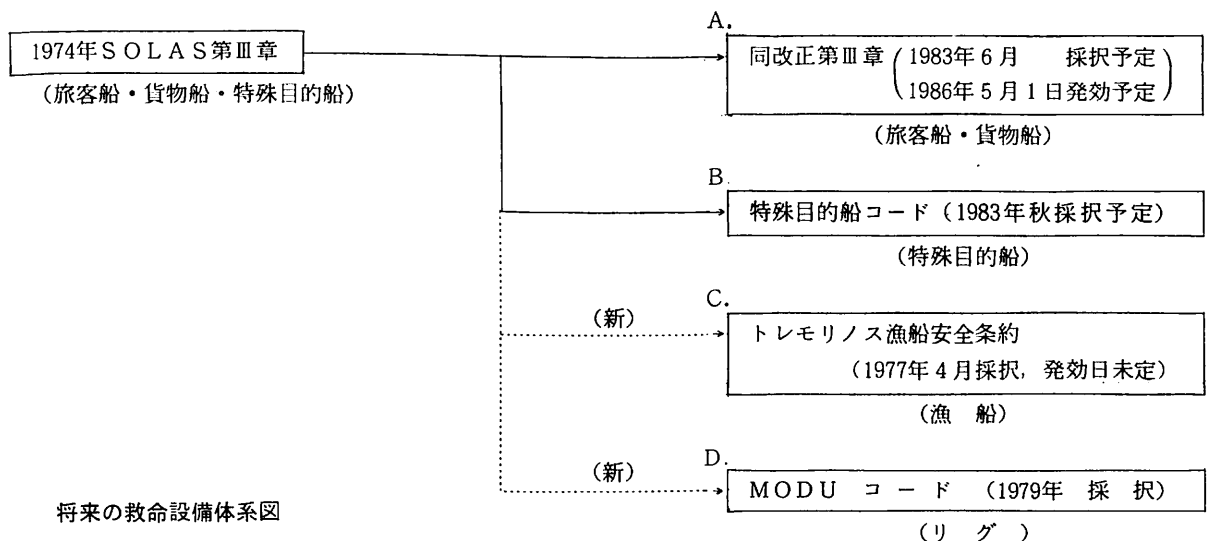 1974年SOLAS第Ⅲ章
(旅客船・貨物船・特殊目的船)
A.
同改正第Ⅲ章(1983年6月 採択予定
1986年5月1日発効予定)
(旅客船・貨物船)
B.
特殊目的船コード(1983年秋採択予定)
(特殊目的船)
C.
(新)
トレモリノス漁船安全条約
(1977年4月採択, 発効日未定)
(漁 船)
D.
(新)
MODU コード (1979年 採 択)
(リ グ)
将来の救命設備体系図